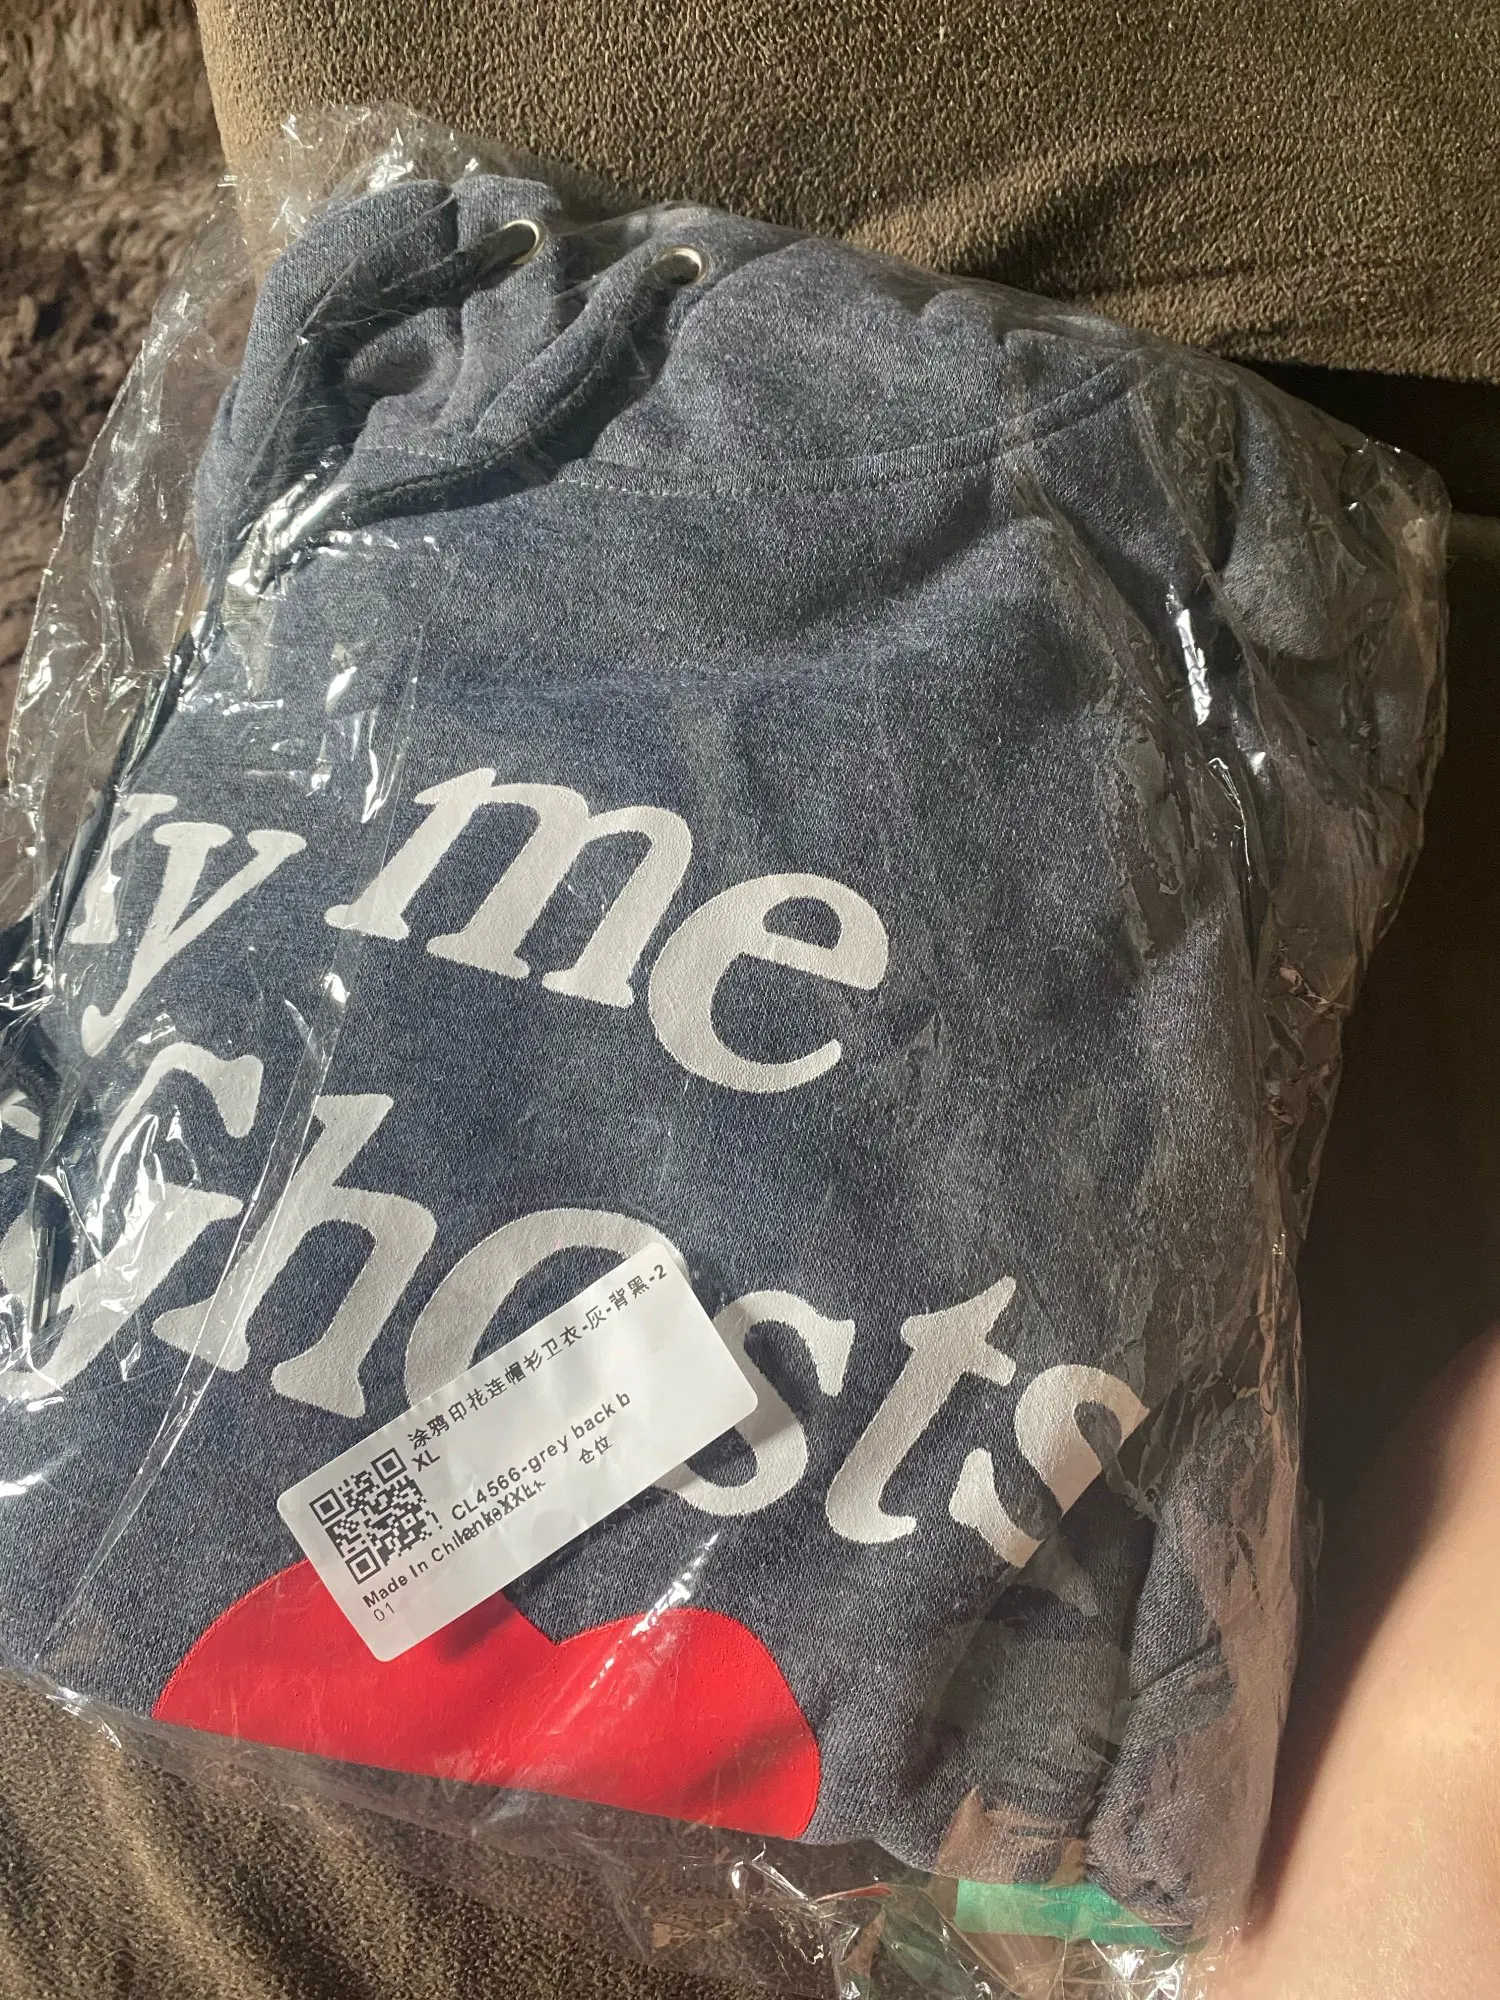 y me
Ghosts
涂鸦印花连帽衫卫衣-灰-背黑-2
XL
CL4566-grey back b
仓位
Made In
01